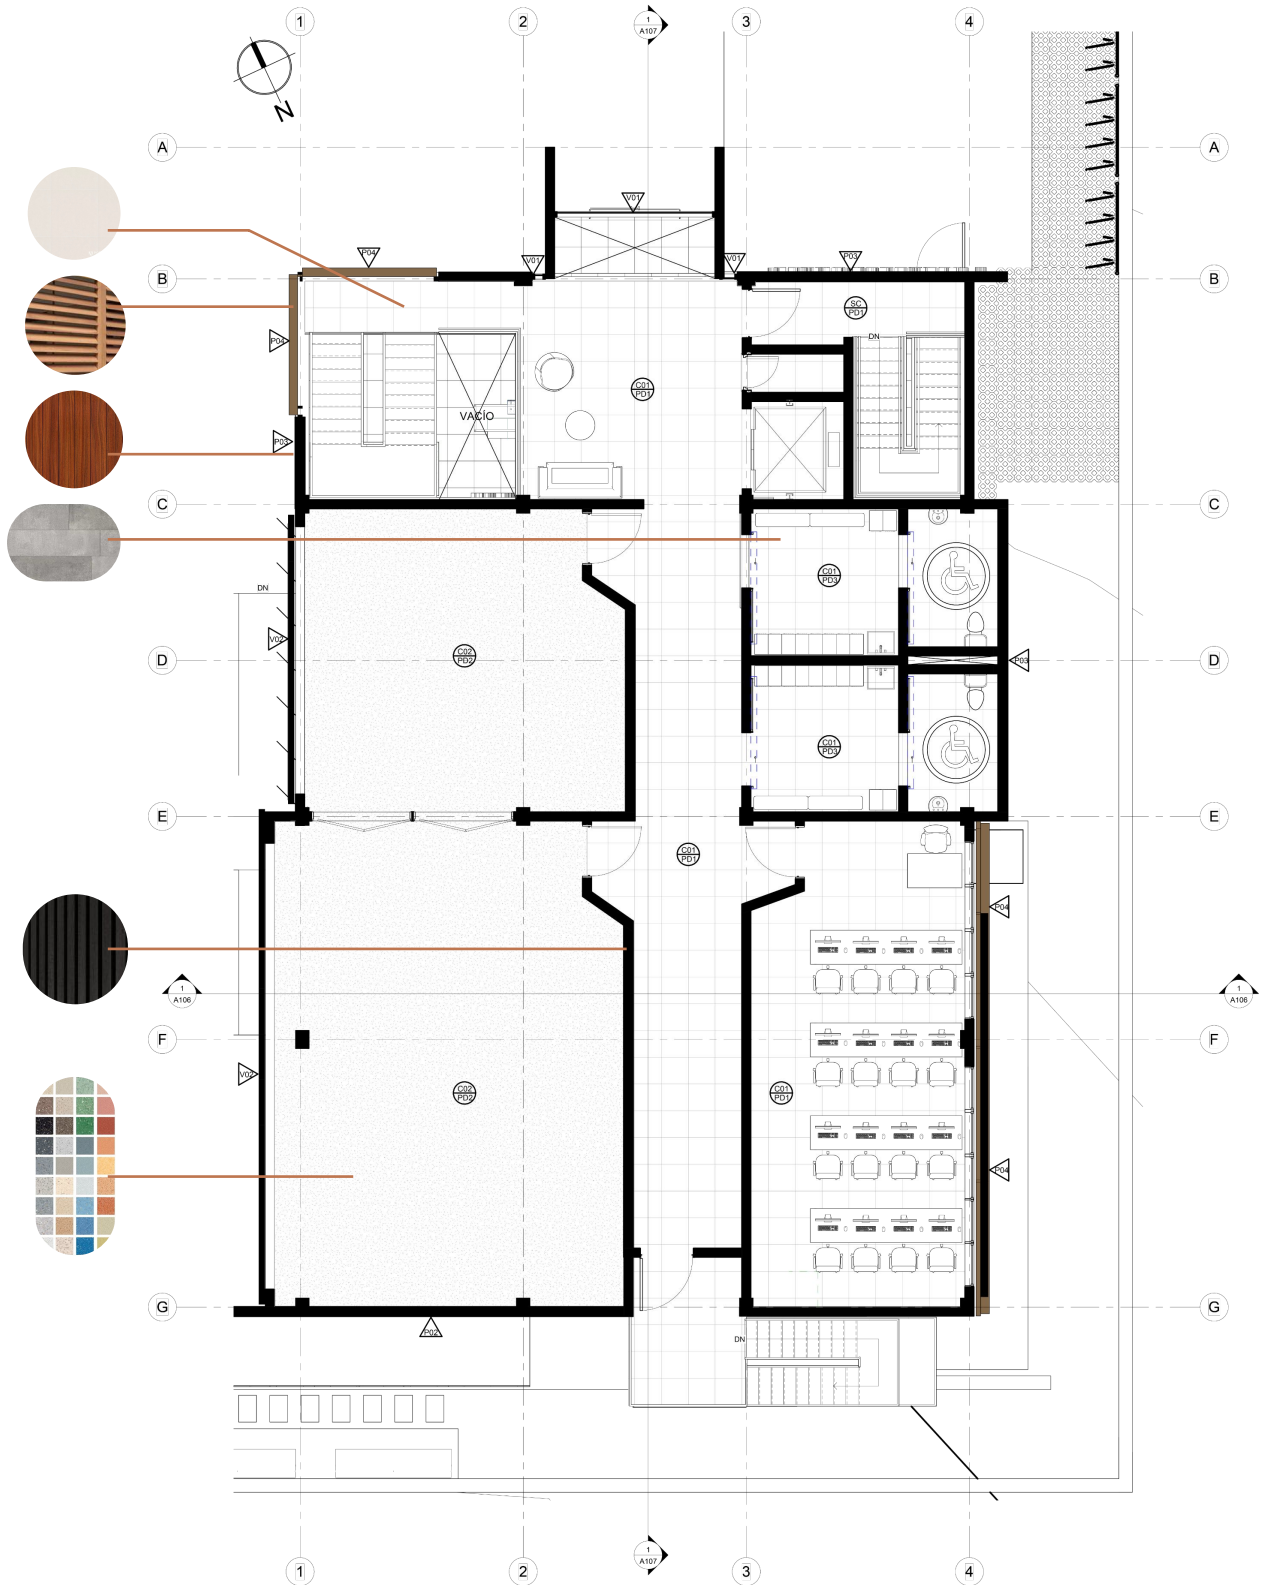 1
2
1
A107
3
4
N
A
A
V01
P04
V01
V01
P03
B
B
SC
PD1
DN
P04
C01
PD1
VACÍO
P03
C
C
C01
PD3
DN
V02
C02
PD2
D
D
P03
C01
PD3
E
E
C01
PD1
P04
1
A106
1
A106
F
F
V02
C02
PD2
C01
PD1
P04
G
G
P02
DN
1
2
1
A107
3
4